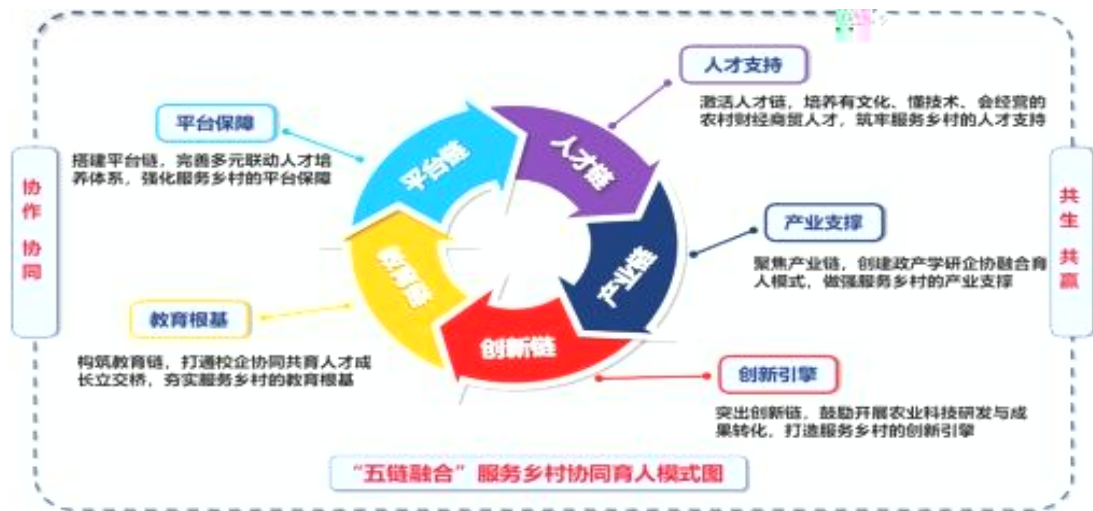 人才支持
激活人才链，培养有文化、懂技术、会经营的
农村财经商贸人才，筑牢服务乡村的人才支持
平台保障
搭建平台链，完善多元联动人才培
养体系，强化服务乡村的平台保障
平台链
人才链
协作 协同
共生 共赢
产业支撑
聚焦产业链，创建政产学研企协融合育
人模式，做强服务乡村的产业支撑
产业链
教育链
创新链
教育根基
构筑教育链，打通校企协同共育人才成
长立交桥，夯实服务乡村的教育根基
创新引擎
突出创新链，鼓励开展农业科技研发与成
果转化，打造服务乡村的创新引擎
“五链融合”服务乡村协同育人模式图